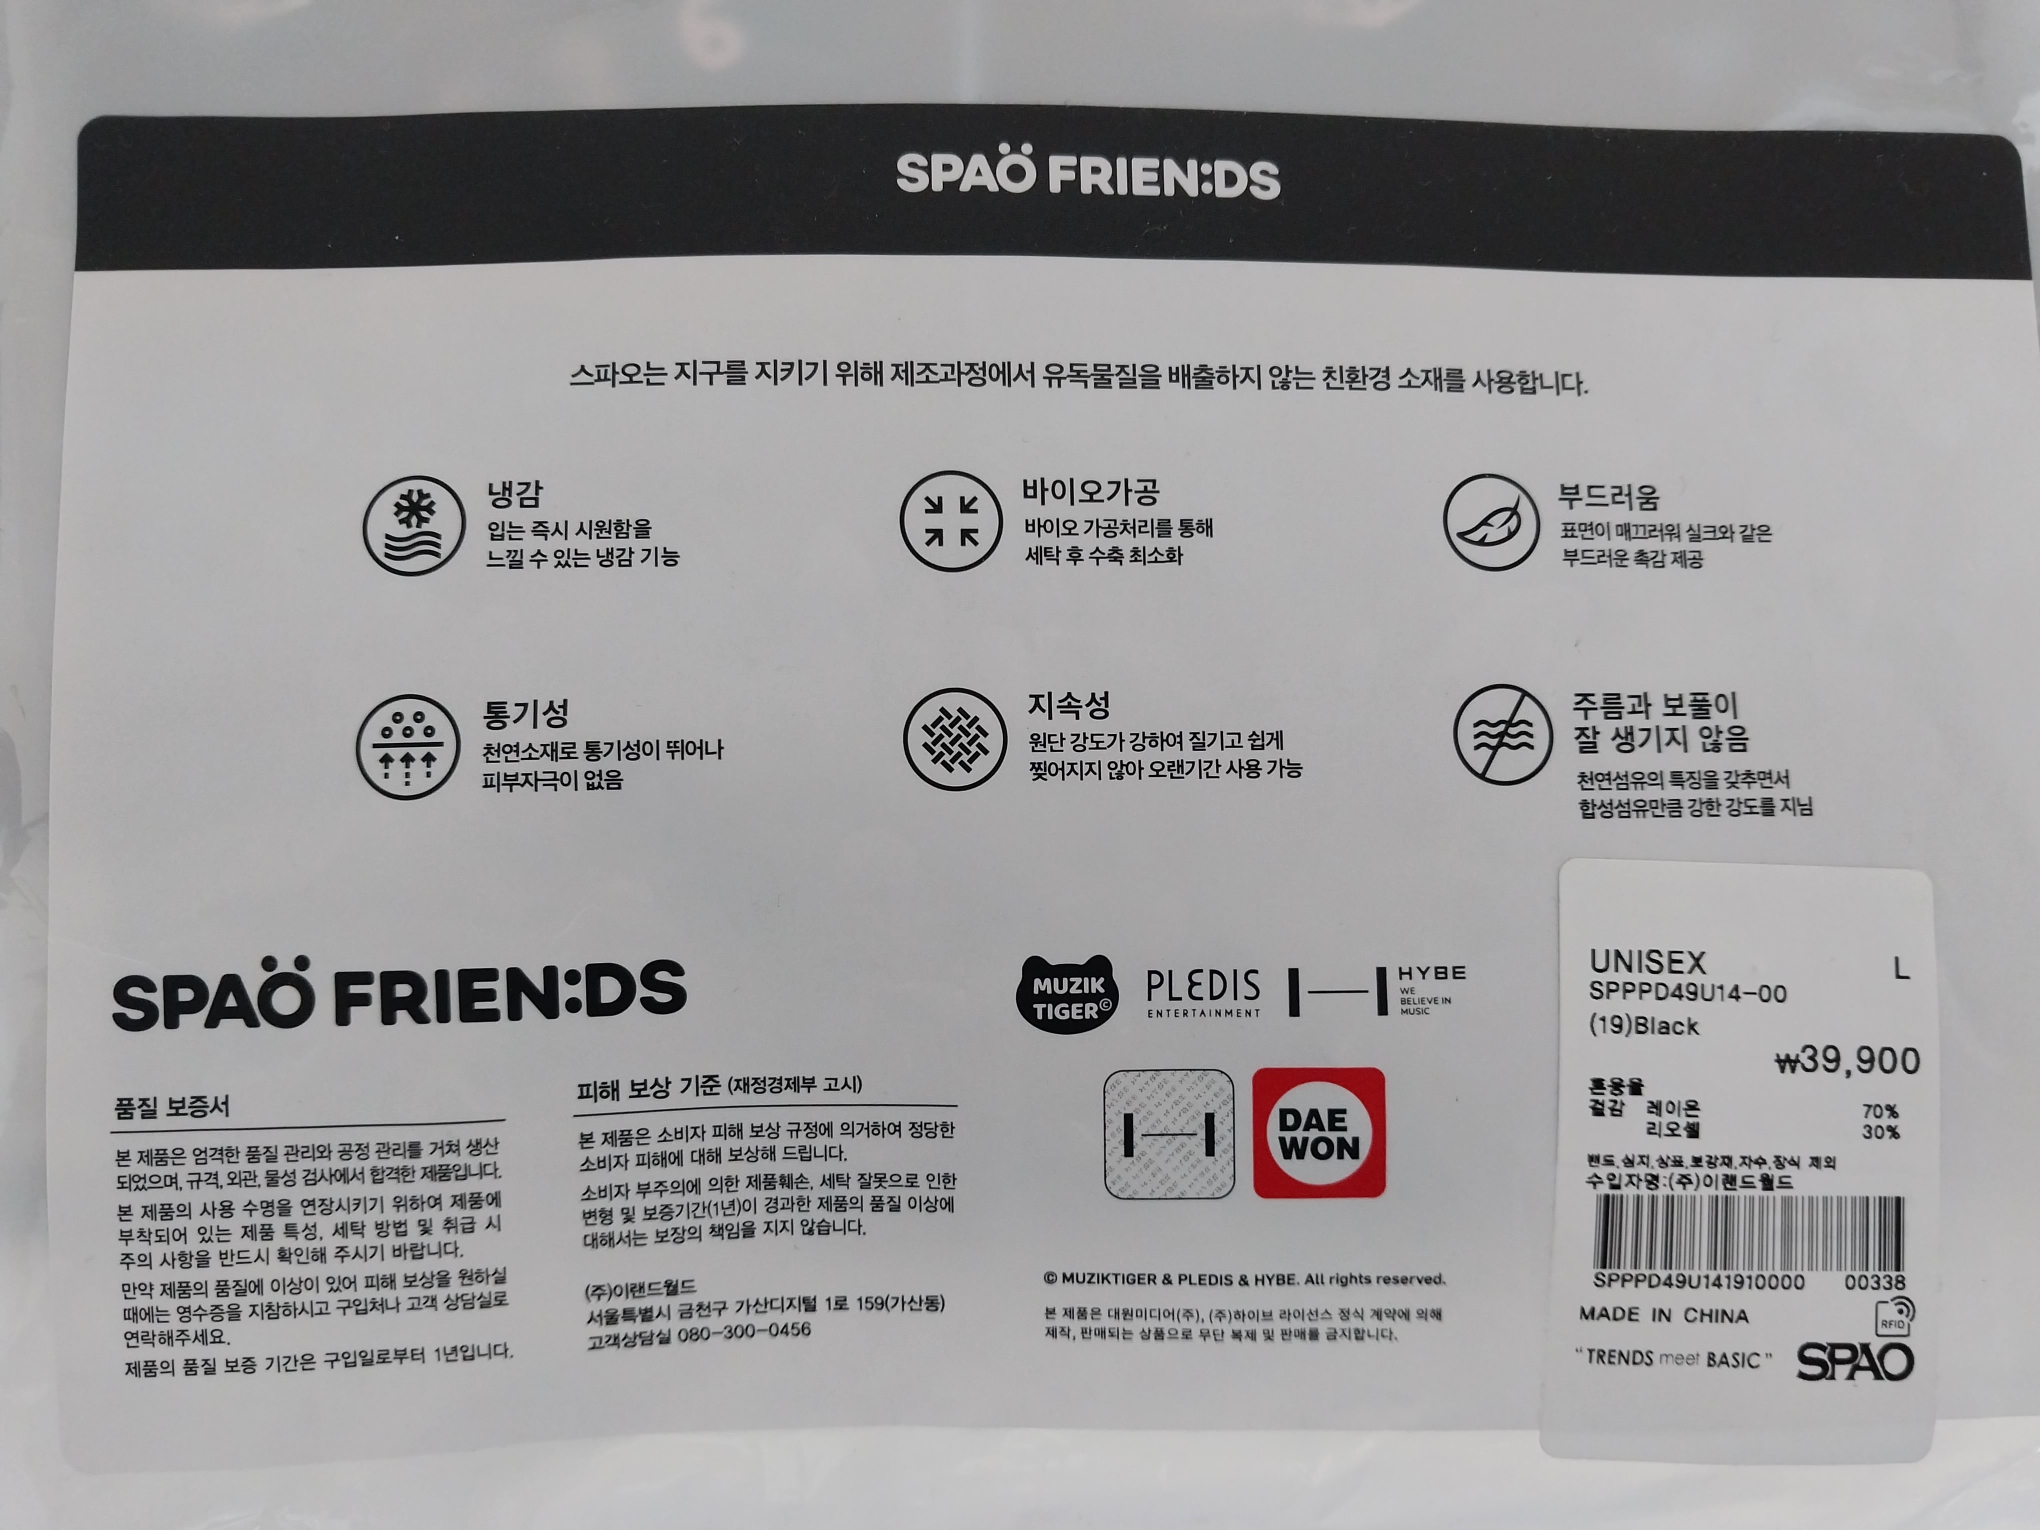 SPAÖ FRIEN:DS
스파오는 지구를 지키기 위해 제조과정에서 유독물질을 배출하지 않는 친환경 소재를 사용합니다.
냉감
입는 즉시 시원함을
느낄 수 있는 냉감 기능
바이오가공
바이오 가공처리를 통해
세탁 후 수축 최소화
부드러움
표면이 매끄러워 실크와 같은
부드러운 촉감 제공
통기성
천연소재로 통기성이 뛰어나
피부자극이 없음
지속성
원단 강도가 강하여 질기고 쉽게
찢어지지 않아 오랜기간 사용 가능
주름과 보풀이
잘 생기지 않음
천연섬유의 특징을 갖추면서
합성섬유만큼 강한 강도를 지님
SPAÖ FRIEN:DS
품질 보증서
본 제품은 엄격한 품질 관리와 공정 관리를 거쳐 생산
되었으며, 규격, 외관, 물성 검사에서 합격한 제품입니다.
본 제품의 사용 수명을 연장시키기 위하여 제품에
부착되어 있는 제품 특성, 세탁 방법 및 취급 시
주의 사항을 반드시 확인해 주시기 바랍니다.
만약 제품의 품질에 이상이 있어 피해 보상을 원하실
때에는 영수증을 지참하시고 구입처나 고객 상담실로
연락해주세요.
제품의 품질 보증 기간은 구입일로부터 1년입니다.
피해 보상 기준 (재정경제부 고시)
본 제품은 소비자 피해 보상 규정에 의거하여 정당한
소비자 피해에 대해 보상해 드립니다.
소비자 부주의에 의한 제품훼손, 세탁 잘못으로 인한
변형 및 보증기간(1년)이 경과한 제품의 품질 이상에
대해서는 보장의 책임을 지지 않습니다.
(주)이랜드월드
서울특별시 금천구 가산디지털 1로 159(가산동)
고객상담실 080-300-0456
MUZIK
TIGER©
PLEDIS
ENTERTAINMENT
HYBE
WE
BELIEVE IN
MUSIC
DAE
WON
© MUZIKTIGER & PLEDIS & HYBE. All rights reserved.
본 제품은 대원미디어(주), (주)하이브 라이선스 정식 계약에 의해
제작, 판매되는 상품으로 무단 복제 및 판매를 금지합니다.
UNISEX L
SPPPD49U14-00
(19)Black
₩39,900
혼용율
겉감 레이온 70%
리오셀 30%
밴드,심지,상표,보강재,자수,장식 제외
수입자명:(주)이랜드월드
SPPPD49U141910000 00338
MADE IN CHINA
RFID
"TRENDS meet BASIC" SPAO